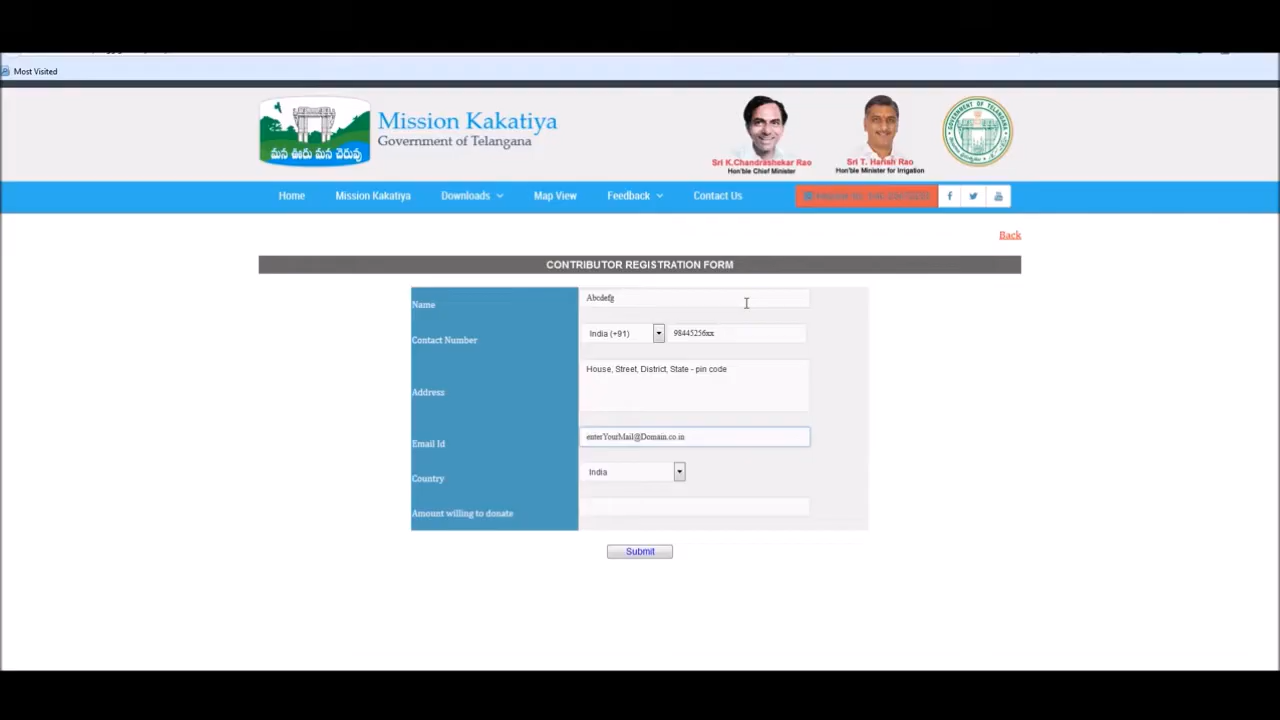 Most Visited
Mission Kakatiya
Government of Telangana
మన ఊరు మన చెరువు
Sri K.Chandrashekar Rao
Hon'ble Chief Minister
Sri T. Harish Rao
Hon'ble Minister for Irrigation
Home Mission Kakatiya Downloads Map View Feedback Contact Us
Back
CONTRIBUTOR REGISTRATION FORM
Name Abcdefg
Contact Number India (+91) 98445256xx
Address House, Street, District, State - pin code
Email Id enterYourMail@Domain.co.in
Country India
Amount willing to donate
Submit